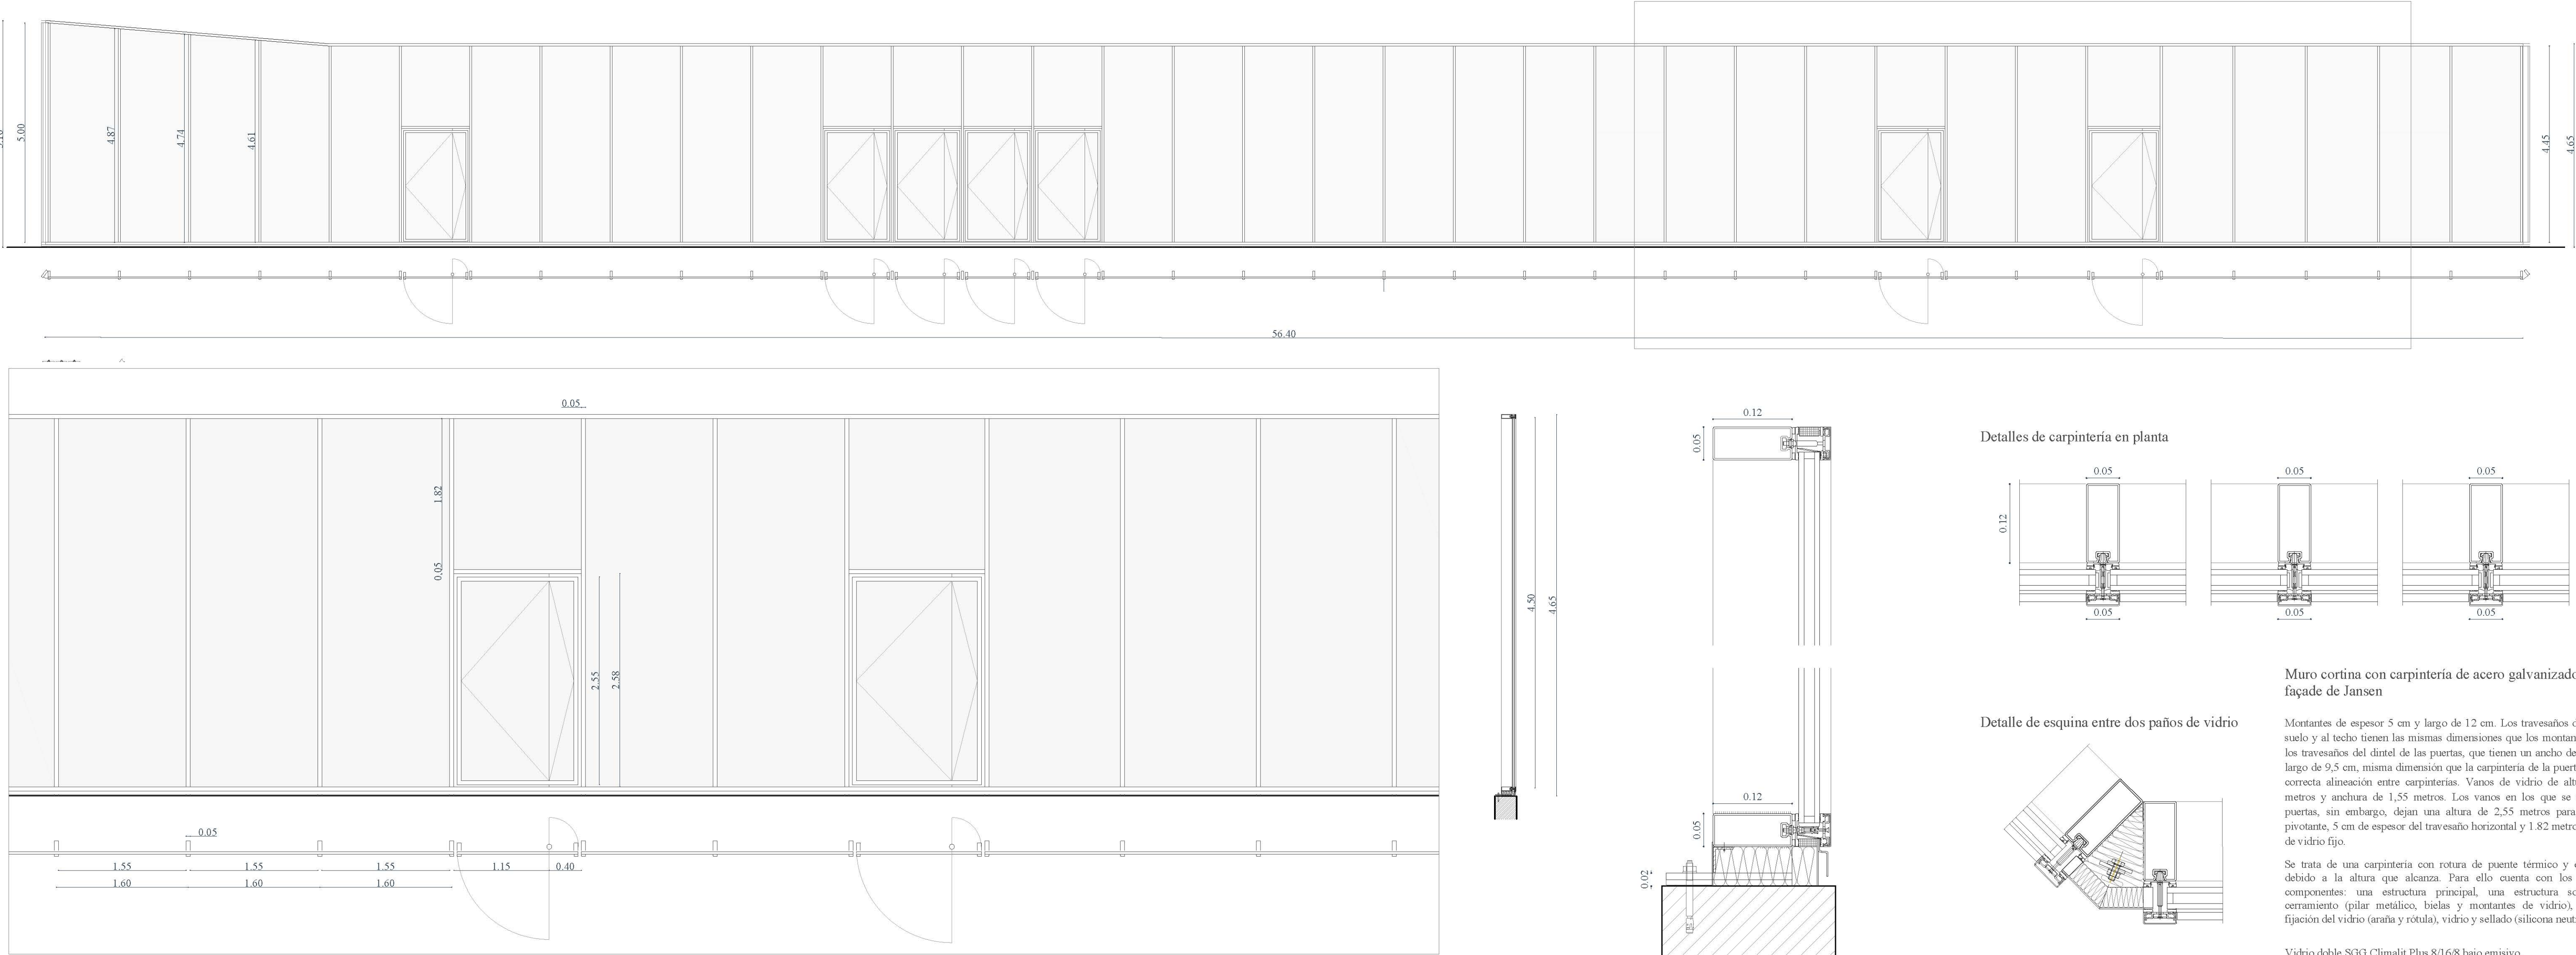 5.00
4.87
4.74
4.61
4.45
4.65
56.40
0.05
1.82
0.05
2.55
2.58
0.05
1.55
1.55
1.55
1.15
0.40
1.60
1.60
1.60
4.50
4.65
0.12
0.05
0.12
0.05
0.02
Detalles de carpintería en planta
0.05
0.05
0.05
0.12
0.05
0.05
0.05
Detalle de esquina entre dos paños de vidrio
Muro cortina con carpintería de acero galvanizado
façade de Jansen
Montantes de espesor 5 cm y largo de 12 cm. Los travesaños
suelo y al techo tienen las mismas dimensiones que los
los travesaños del dintel de las puertas, que tienen un ancho de
largo de 9,5 cm, misma dimensión que la carpintería de la
correcta alineación entre carpinterías. Vanos de vidrio de
metros y anchura de 1,55 metros. Los vanos en los que se
puertas, sin embargo, dejan una altura de 2,55 metros para
pivotante, 5 cm de espesor del travesaño horizontal y 1.82
de vidrio fijo.
Se trata de una carpintería con rotura de puente térmico y
debido a la altura que alcanza. Para ello cuenta con los
componentes: una estructura principal, una estructura
cerramiento (pilar metálico, bielas y montantes de vidrio),
fijación del vidrio (araña y rótula), vidrio y sellado (silicona
Vidrio doble SGG Climalit Plus 8/16/8 bajo emisivo